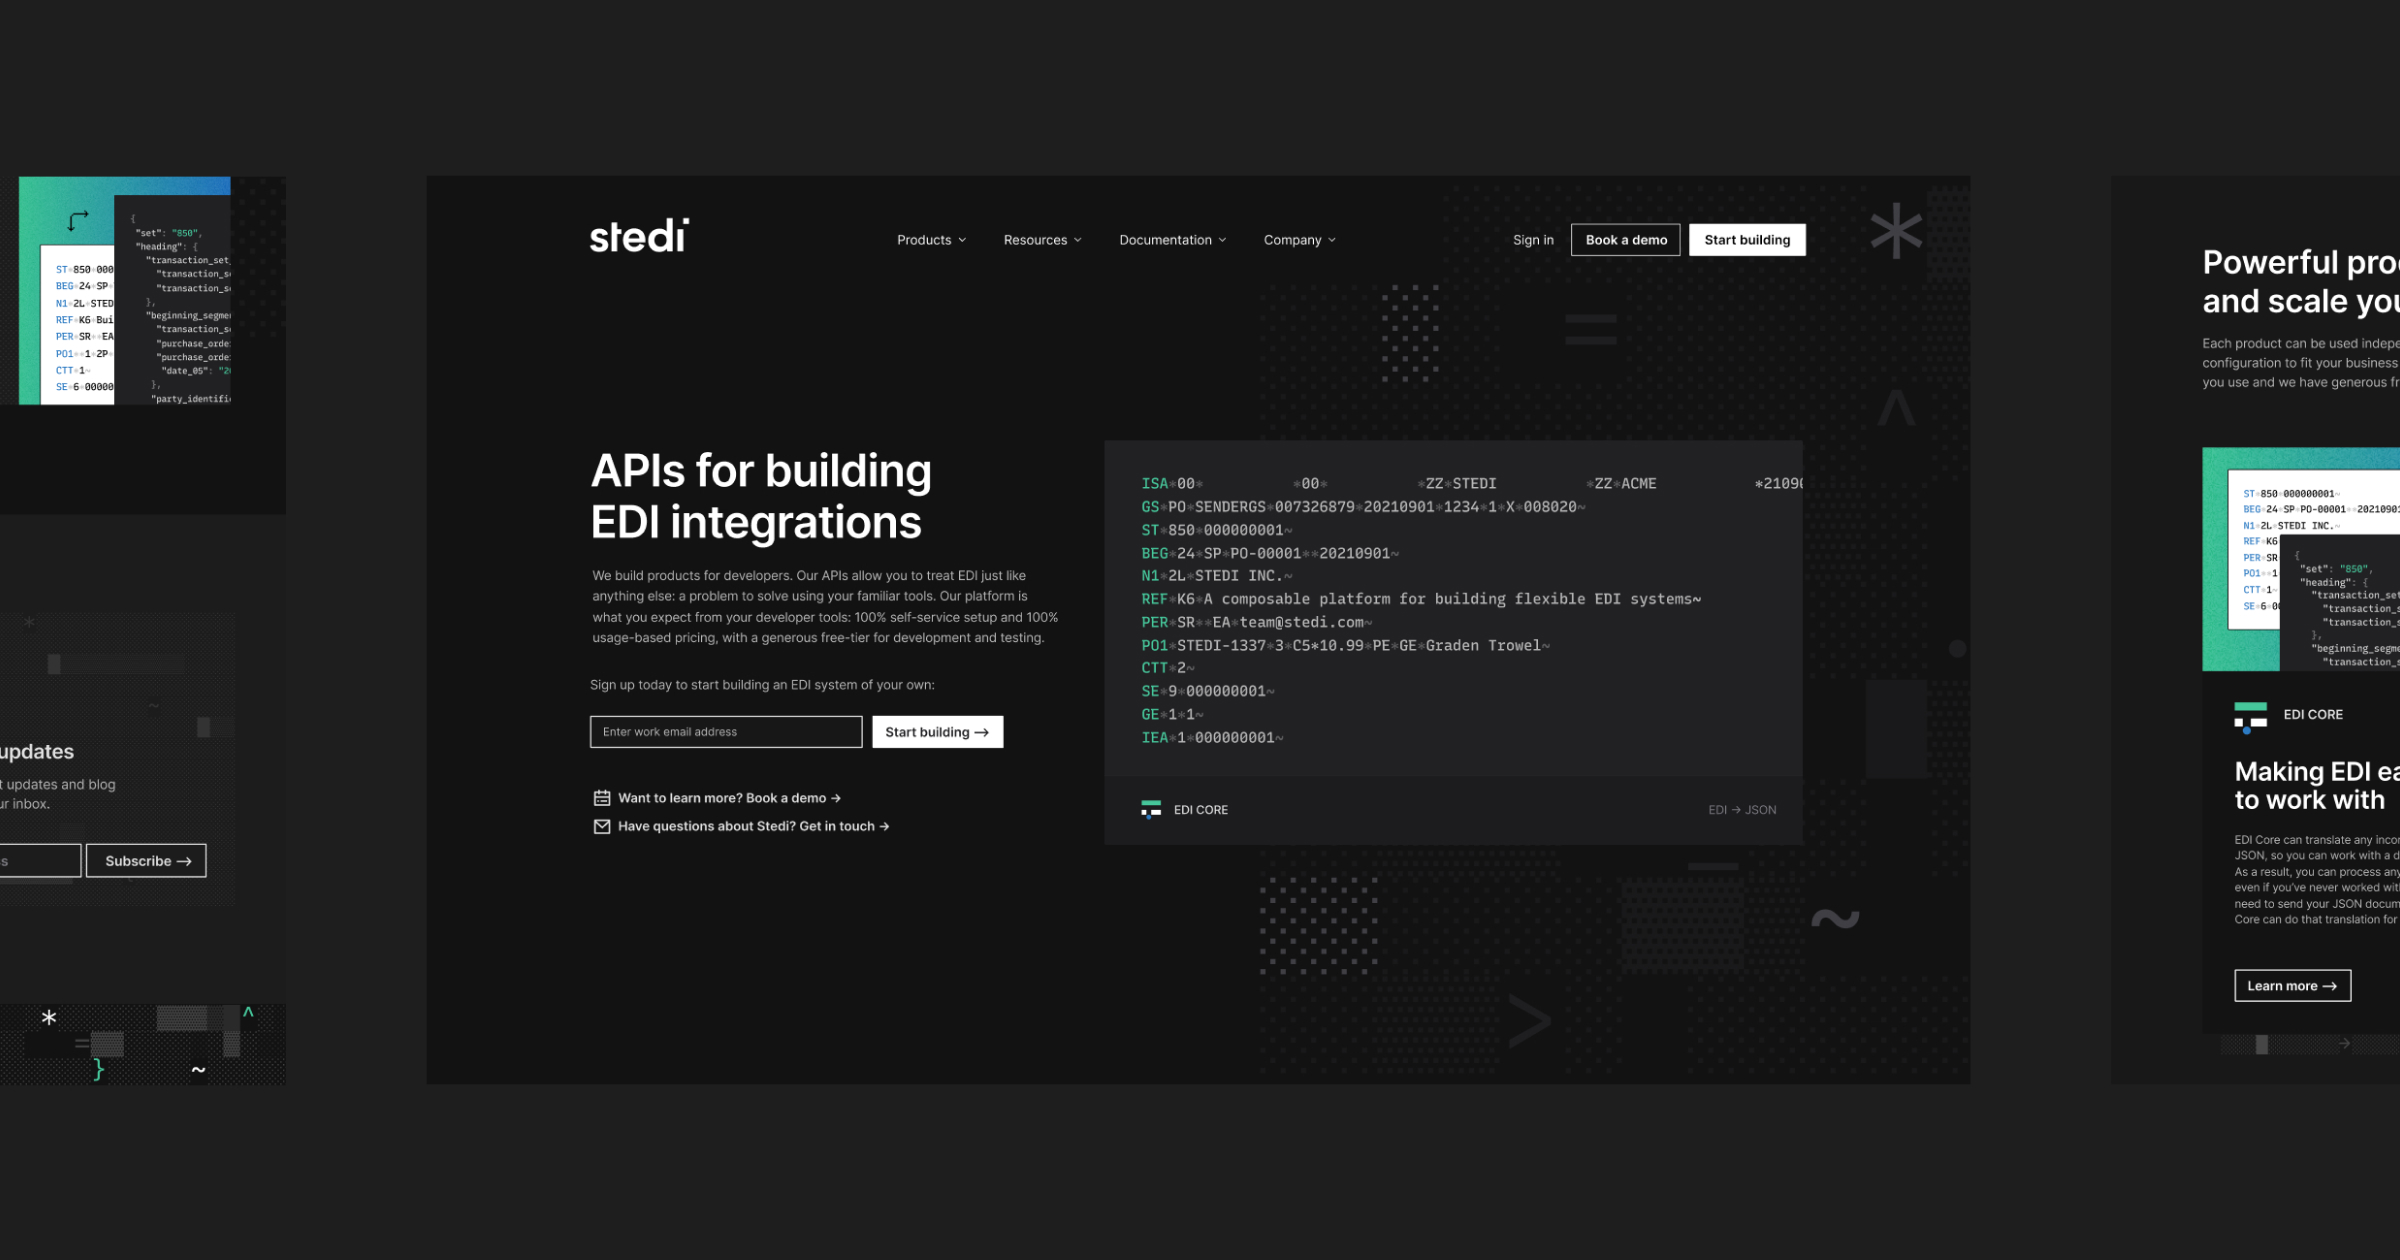 {
"set": "850",
"heading": {
"transaction_set_
"transaction_s
"transaction_s
},
"beginning_segme
"transaction_s
"purchase_orde
"purchase_orde
"date_05": "20
},
"party_identifi
ST*850*000
BEG*24*SP*
N1*2L*STED
REF*K6*Bui
PER*SR**EA
PO1**1*2P*
CTT*1~
SE*6*00000
*
~
updates
t updates and blog
ur inbox.
s
Subscribe →
* ^
=
} ~
stedi
Products
Resources
Documentation
Company
Sign in
Book a demo
Start building
*
=
^
APIs for building
EDI integrations
We build products for developers. Our APIs allow you to treat EDI just like
anything else: a problem to solve using your familiar tools. Our platform is
what you expect from your developer tools: 100% self-service setup and 100%
usage-based pricing, with a generous free-tier for development and testing.
Sign up today to start building an EDI system of your own:
Enter work email address
Start building →
Want to learn more? Book a demo →
Have questions about Stedi? Get in touch →
ISA*00*          *00*          *ZZ*STEDI          *ZZ*ACME           *2109
GS*PO*SENDERGS*007326879*20210901*1234*1*X*008020~
ST*850*000000001~
BEG*24*SP*PO-00001**20210901~
N1*2L*STEDI INC.~
REF*K6*A composable platform for building flexible EDI systems~
PER*SR**EA*team@stedi.com~
PO1*STEDI-1337*3*C5*10.99*PE*GE*Graden Trowel~
CTT*2~
SE*9*000000001~
GE*1*1~
IEA*1*000000001~
EDI CORE
EDI → JSON
~
>
Powerful pro
and scale you
Each product can be used indepe
configuration to fit your business
you use and we have generous fr
ST*850*000000001~
BEG*24*SP*PO-00001**20210901
N1*2L*STEDI INC.~
REF*K6
PER*SR
PO1**1
CTT*1~
SE*6*00
{
"set": "850",
"heading": {
"transaction_set
"transaction_s
"transaction_s
},
"beginning_segme
"transaction_s
EDI CORE
Making EDI ea
to work with
EDI Core can translate any inco
JSON, so you can work with a d
As a result, you can process any
even if you've never worked wit
need to send your JSON docum
Core can do that translation for
Learn more →
→